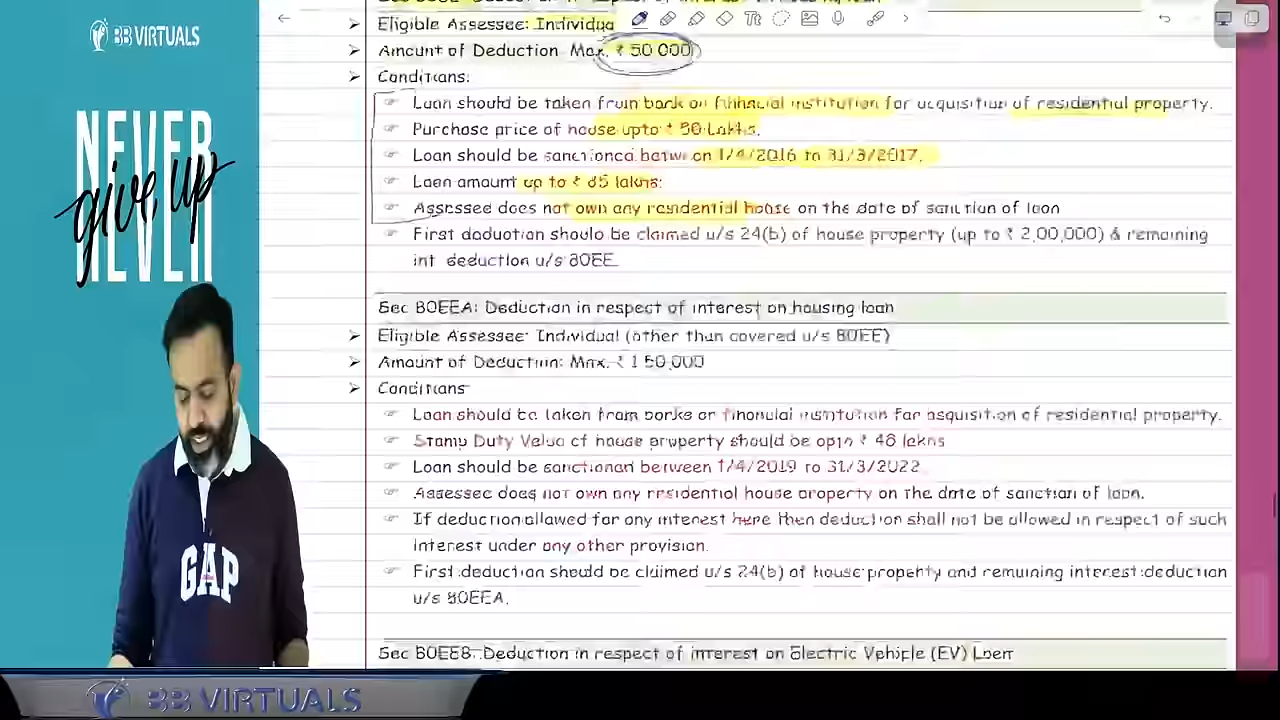 BB VIRTUALS
NEVER
give up
NEVER
Eligible Assessee: Individua
Amount of Deduction Max. ₹ 50 000
Conditions:
Loan should be taken from bank or financial institution for acquisition of residential property.
Purchase price of house upto ₹ 50 Lakhs.
Loan should be sanctioned between 1/4/2016 to 31/3/2017.
Loan amount up to ₹ 35 lakhs:
Assessed does not own any residential house on the date of sanction of loan
First deduction should be claimed u/s 24(b) of house property (up to ₹ 2,00,000) & remaining
int deduction u/s 80EE.
Sec 80EEA: Deduction in respect of interest on housing loan
Eligible Assessee: Individual (other than covered u/s 80EE)
Amount of Deduction: Max. ₹ 1 50,000
Conditions
Loan should be taken from banks or financial institution for acquisition of residential property.
Stamp Duty Value of house property should be upto ₹ lakhs
Loan should be sanctioned between 1/4/2019 to 31/3/2022
Assessee does not own any residential house property on the date of sanction of loan.
If deduction allowed for any interest here then deduction shall not be allowed in respect of such
interest under any other provision.
First deduction should be claimed u/s 24(b) of house property and remaining interest deduction
u/s 80EEA.
Sec 80EEB: Deduction in respect of interest on Electric Vehicle (EV) Loan
GAP
BB VIRTUALS